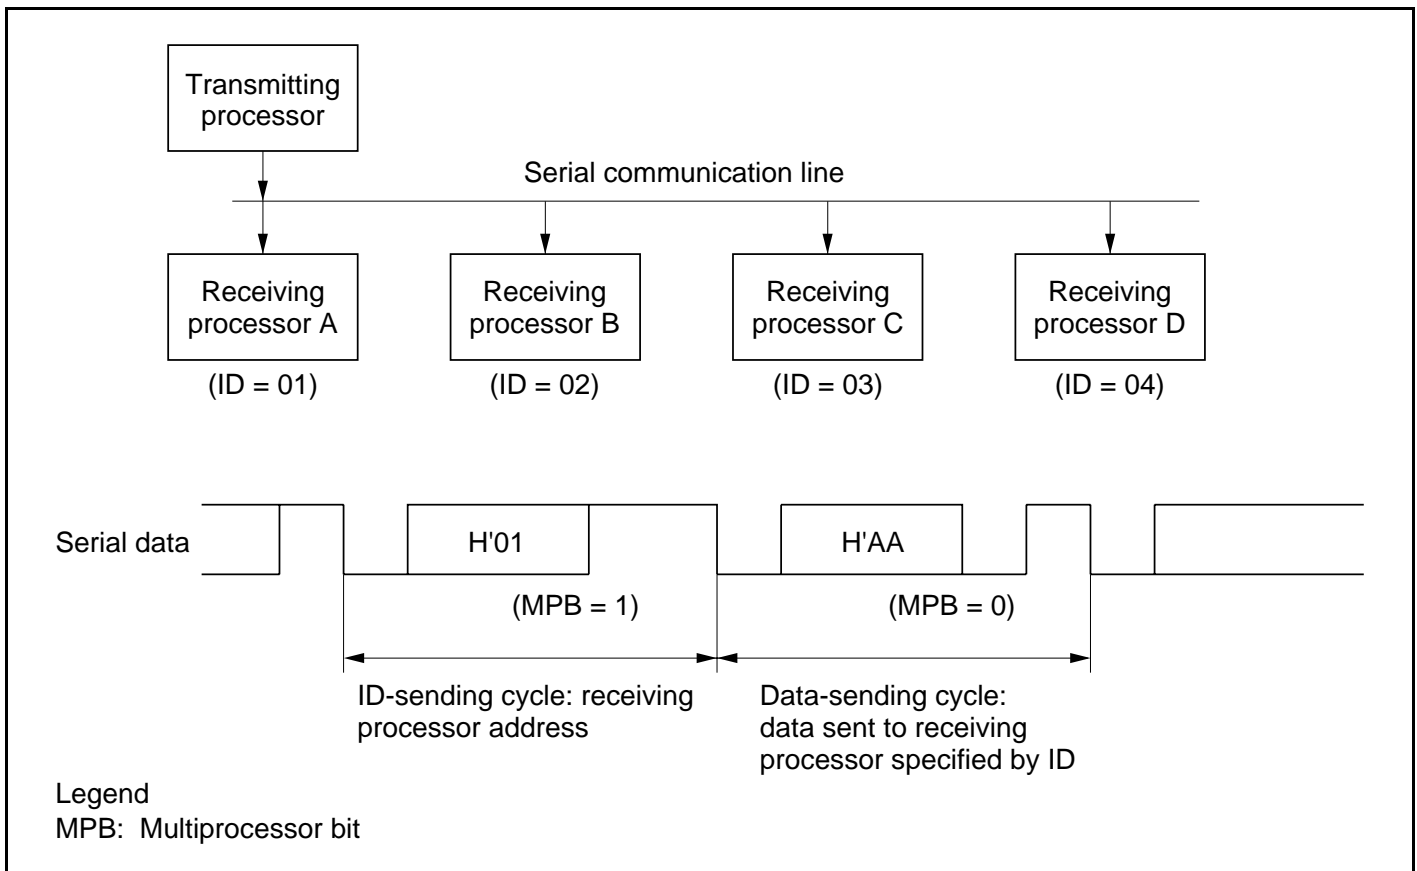 Transmitting
processor
Serial communication line
Receiving
processor A
Receiving
processor B
Receiving
processor C
Receiving
processor D
(ID = 01)
(ID = 02)
(ID = 03)
(ID = 04)
Serial data
H'01
H'AA
(MPB = 1)
(MPB = 0)
ID-sending cycle: receiving
processor address
Data-sending cycle:
data sent to receiving
processor specified by ID
Legend
MPB: Multiprocessor bit